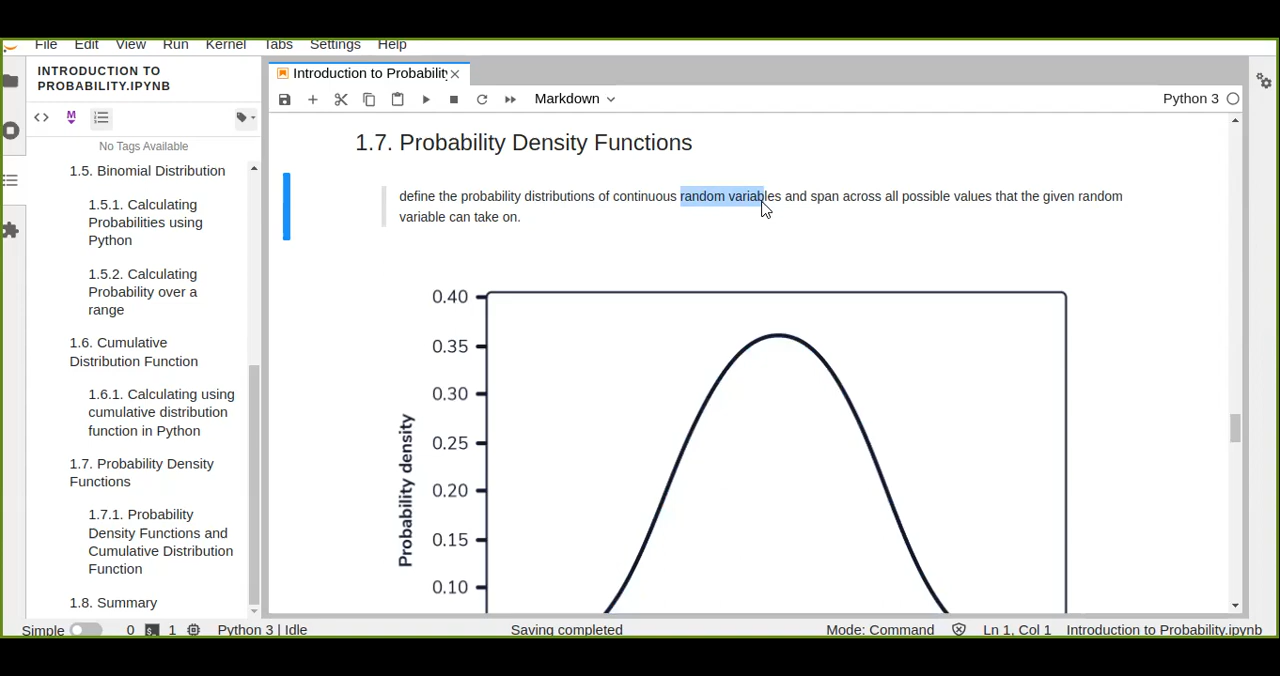 File Edit View Run Kernel Tabs Settings Help
INTRODUCTION TO
PROBABILITY.IPYNB
No Tags Available
1.5. Binomial Distribution
1.5.1. Calculating
Probabilities using
Python
1.5.2. Calculating
Probability over a
range
1.6. Cumulative
Distribution Function
1.6.1. Calculating using
cumulative distribution
function in Python
1.7. Probability Density
Functions
1.7.1. Probability
Density Functions and
Cumulative Distribution
Function
1.8. Summary
Introduction to Probability
Markdown
Python 3
1.7. Probability Density Functions
define the probability distributions of continuous random variables and span across all possible values that the given random
variable can take on.
0.40
0.35
0.30
0.25
0.20
0.15
0.10
Probability density
Simple 0 1 Python 3 | Idle Saving completed Mode: Command Ln 1, Col 1 Introduction to Probability.ipynb